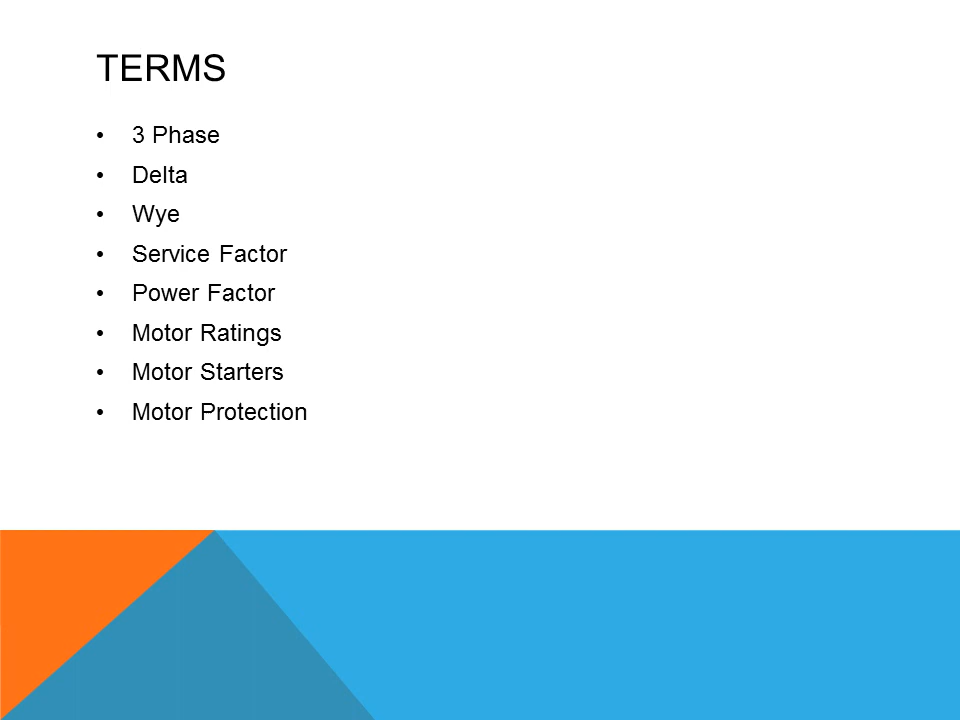 TERMS
• 3 Phase
• Delta
• Wye
• Service Factor
• Power Factor
• Motor Ratings
• Motor Starters
• Motor Protection